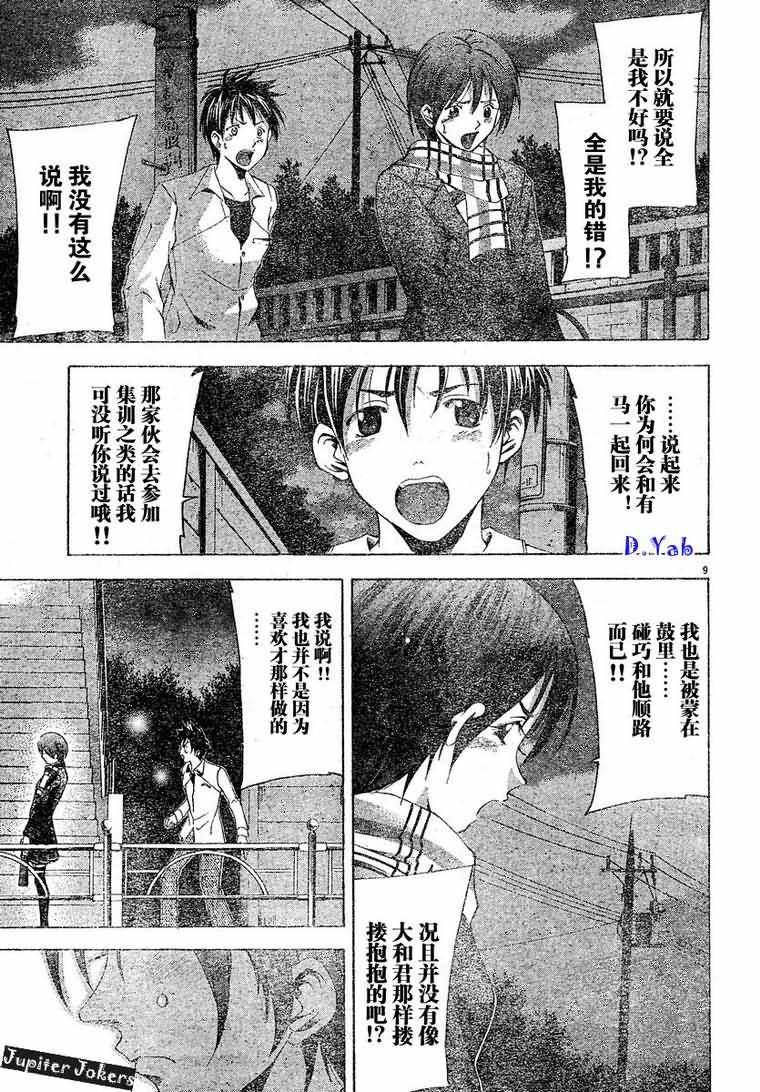 所以就要说全
是我不好吗!?
全是我的错!?
我没有这么
说啊!!
……说起来
你为何会和有
马一起回来！
那家伙会去参加
集训之类的话我
可没听你说过哦!!
D.Yab
9
我也是被蒙在
鼓里……
碰巧和他顺路
而已!!
况且并没有像
大和君那样搂
搂抱抱的吧!?
我说啊!!
我也并不是因为
喜欢才那样做的
……
Jupiter Jokers